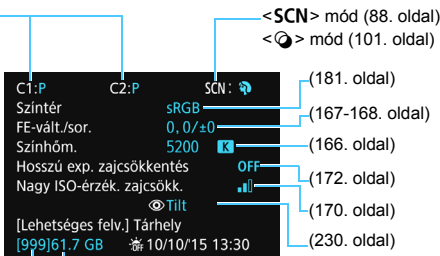 <SCN> mód (88. oldal)
< > mód (101. oldal)
C1:P C2:P SCN:
Színtér sRGB (181. oldal)
FE-vált./sor. 0,0/±0 (167-168. oldal)
Színhőm. 5200 K (166. oldal)
Hosszú exp. zajcsökkentés OFF (172. oldal)
Nagy ISO-érzék. zajcsökk. (170. oldal)
Tilt (230. oldal)
[Lehetséges felv.] Tárhely
[999]61.7 GB OFF 10/10/'15 13:30